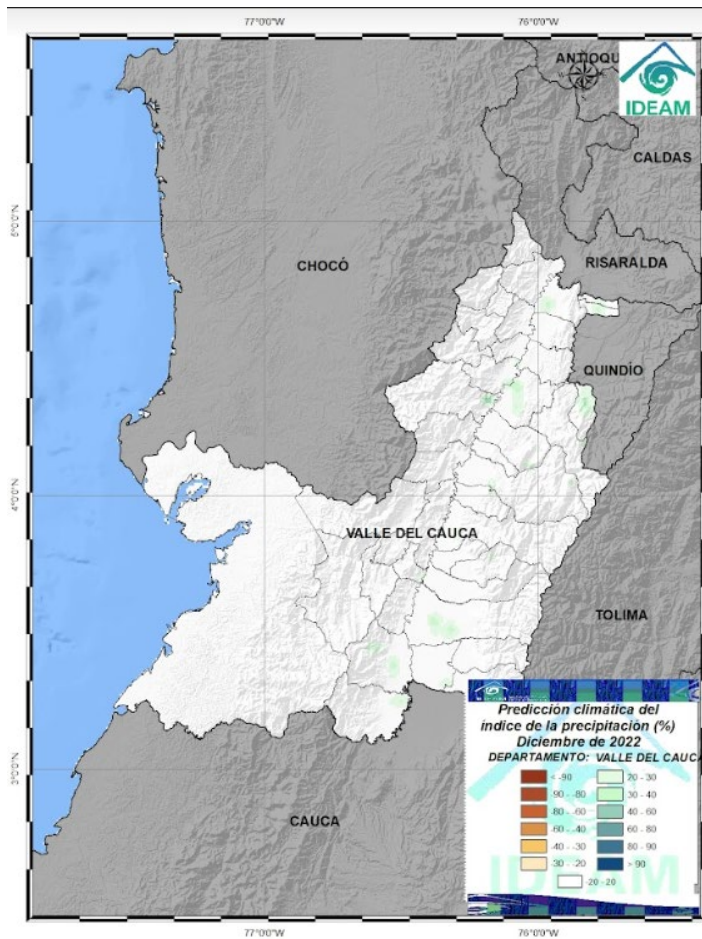 77°0'0"W
76°0'0"W
ANTIOQU
IDEAM
CALDAS
5°0'0"N
RISARALDA
CHOCÓ
QUINDÍO
4°0'0"N
VALLE DEL CAUCA
TOLIMA
Predicción climática del
índice de la precipitación (%)
Diciembre de 2022
DEPARTAMENTO: VALLE DEL CAUCA
< -90
20 - 30
90 - -80
30 - 40
-80 - -60
40 - 60
-60 - -40
60 - 80
-40 - -30
80 - 90
-30 - -20
> 90
-20 - 20
IDEAM
3°0'0"N
CAUCA
77°0'0"W
76°0'0"W